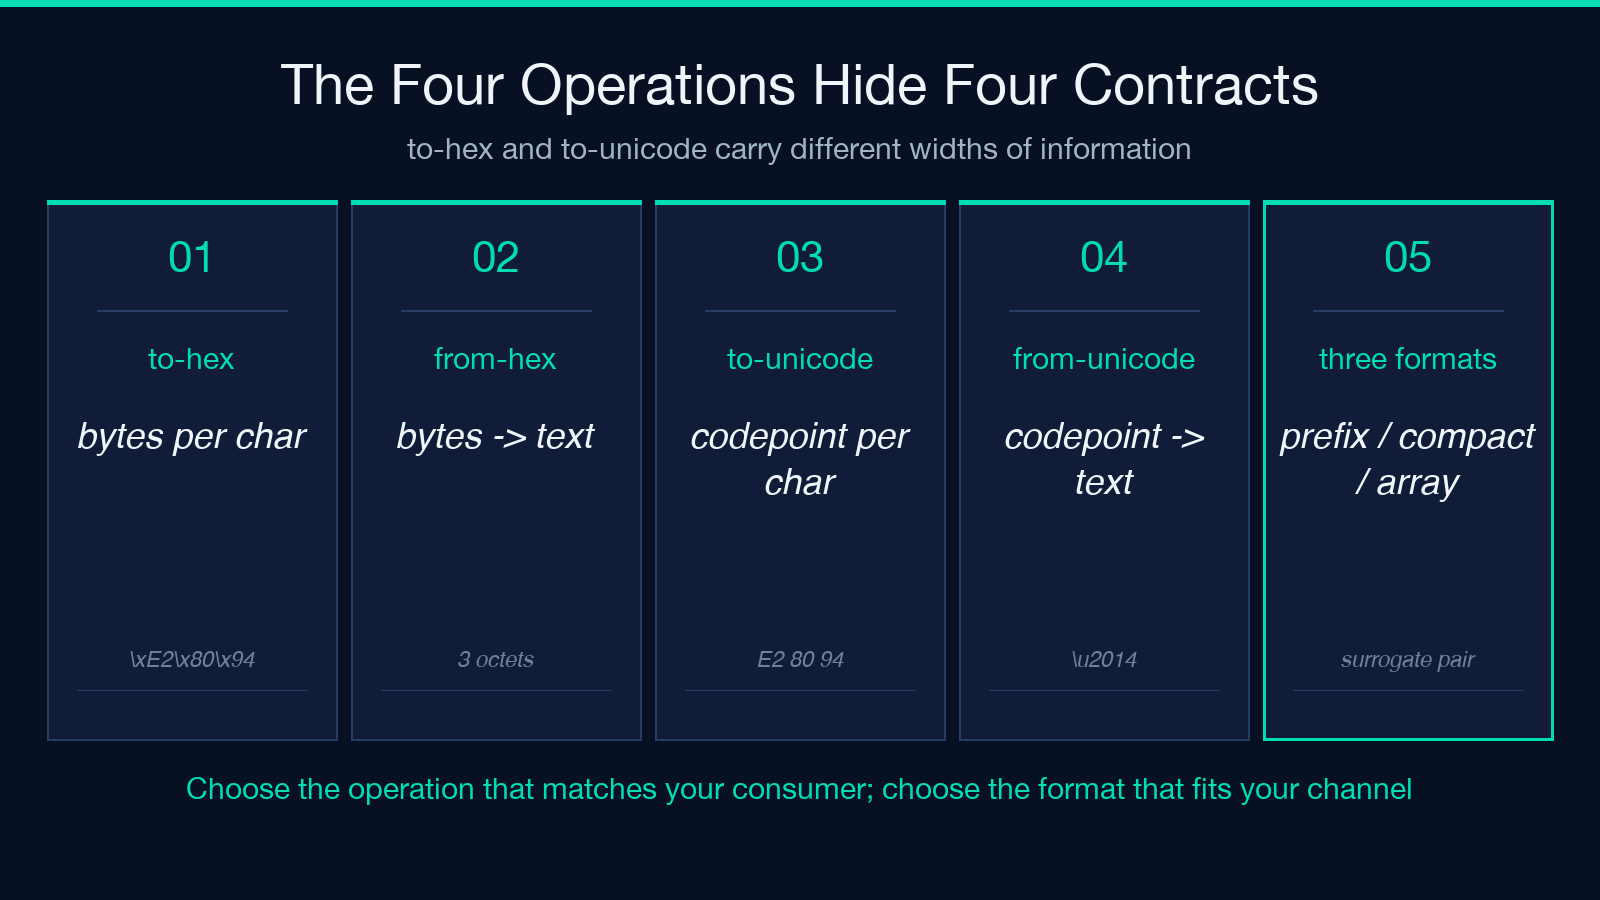 The Four Operations Hide Four Contracts
to-hex and to-unicode carry different widths of information
01
to-hex
bytes per char
\xE2\x80\x94
02
from-hex
bytes -> text
3 octets
03
to-unicode
codepoint per
char
E2 80 94
04
from-unicode
codepoint ->
text
\u2014
05
three formats
prefix / compact
/ array
surrogate pair
Choose the operation that matches your consumer; choose the format that fits your channel